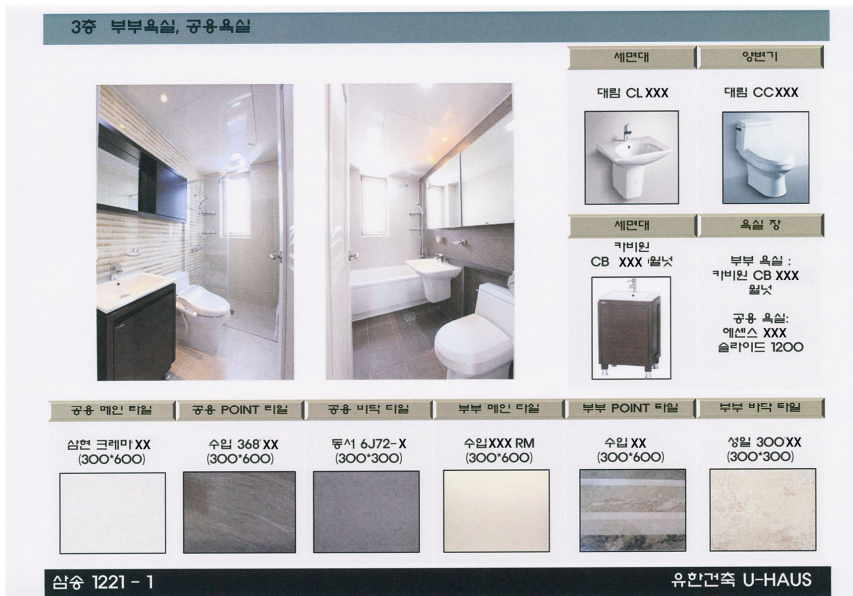 3층 부부욕실, 공용욕실
세면대
양변기
대림 CL XXX
대림 CC XXX
세면대
욕실 장
카비원
CB XXX 월넛
부부 욕실 :
카비원 CB XXX
월넛
공용 욕실:
에센스 XXX
슬라이드 1200
공용 메인 타일
공용 POINT 타일
공용 바닥 타일
부부 메인 타일
부부 POINT 타일
부부 바닥 타일
삼현 크레마 XX
(300*600)
수입 368 XX
(300*600)
동서 6J72-X
(300*300)
수입 XXX RM
(300*600)
수입 XX
(300*600)
성일 300 XX
(300*300)
삼송 1221 - 1
유한건축 U-HAUS